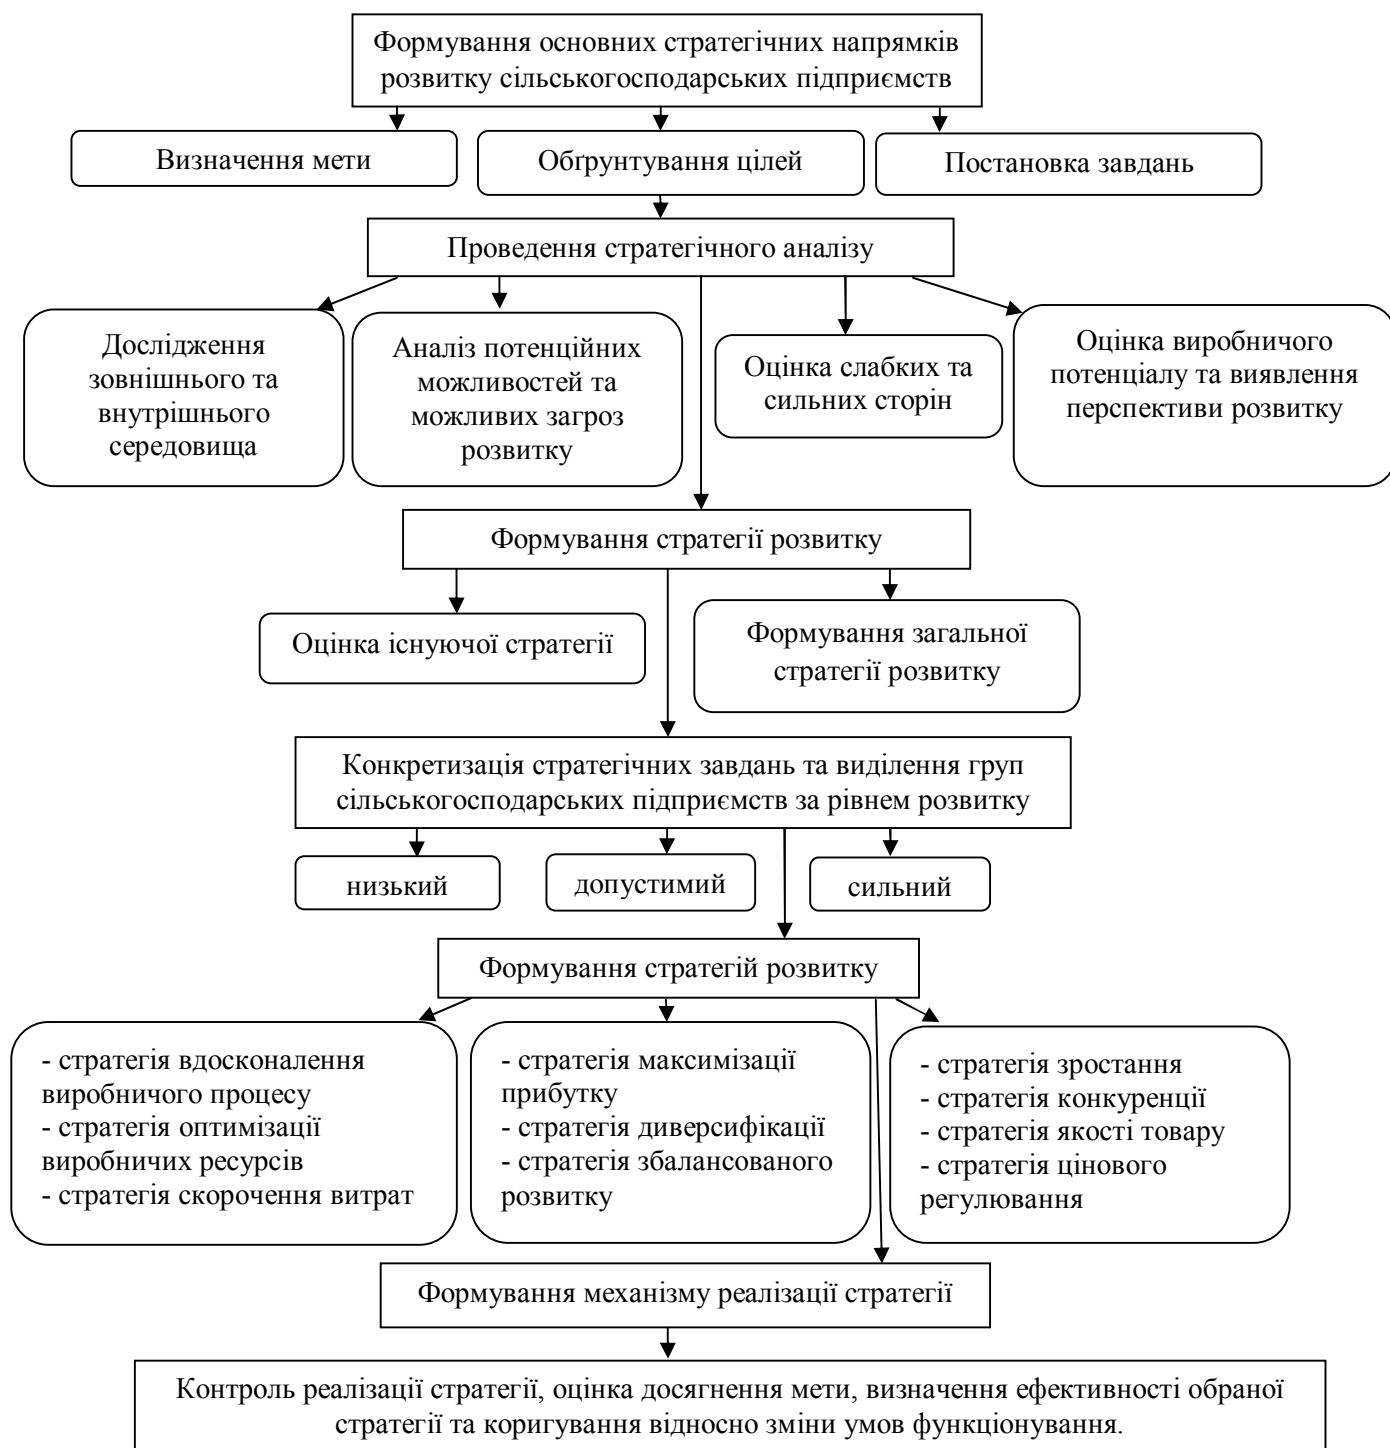 Формування основних стратегічних напрямків
розвитку сільськогосподарських підприємств
Визначення мети
Обґрунтування цілей
Постановка завдань
Проведення стратегічного аналізу
Дослідження
зовнішнього та
внутрішнього
середовища
Аналіз потенційних
можливостей та
можливих загроз
розвитку
Оцінка слабких та
сильних сторін
Оцінка виробничого
потенціалу та виявлення
перспективи розвитку
Формування стратегії розвитку
Оцінка існуючої стратегії
Формування загальної
стратегії розвитку
Конкретизація стратегічних завдань та виділення груп
сільськогосподарських підприємств за рівнем розвитку
низький
допустимий
сильний
Формування стратегій розвитку
- стратегія вдосконалення
виробничого процесу
- стратегія оптимізації
виробничих ресурсів
- стратегія скорочення витрат
- стратегія максимізації
прибутку
- стратегія диверсифікації
- стратегія збалансованого
розвитку
- стратегія зростання
- стратегія конкуренції
- стратегія якості товару
- стратегія цінового
регулювання
Формування механізму реалізації стратегії
Контроль реалізації стратегії, оцінка досягнення мети, визначення ефективності обраної
стратегії та коригування відносно зміни умов функціонування.